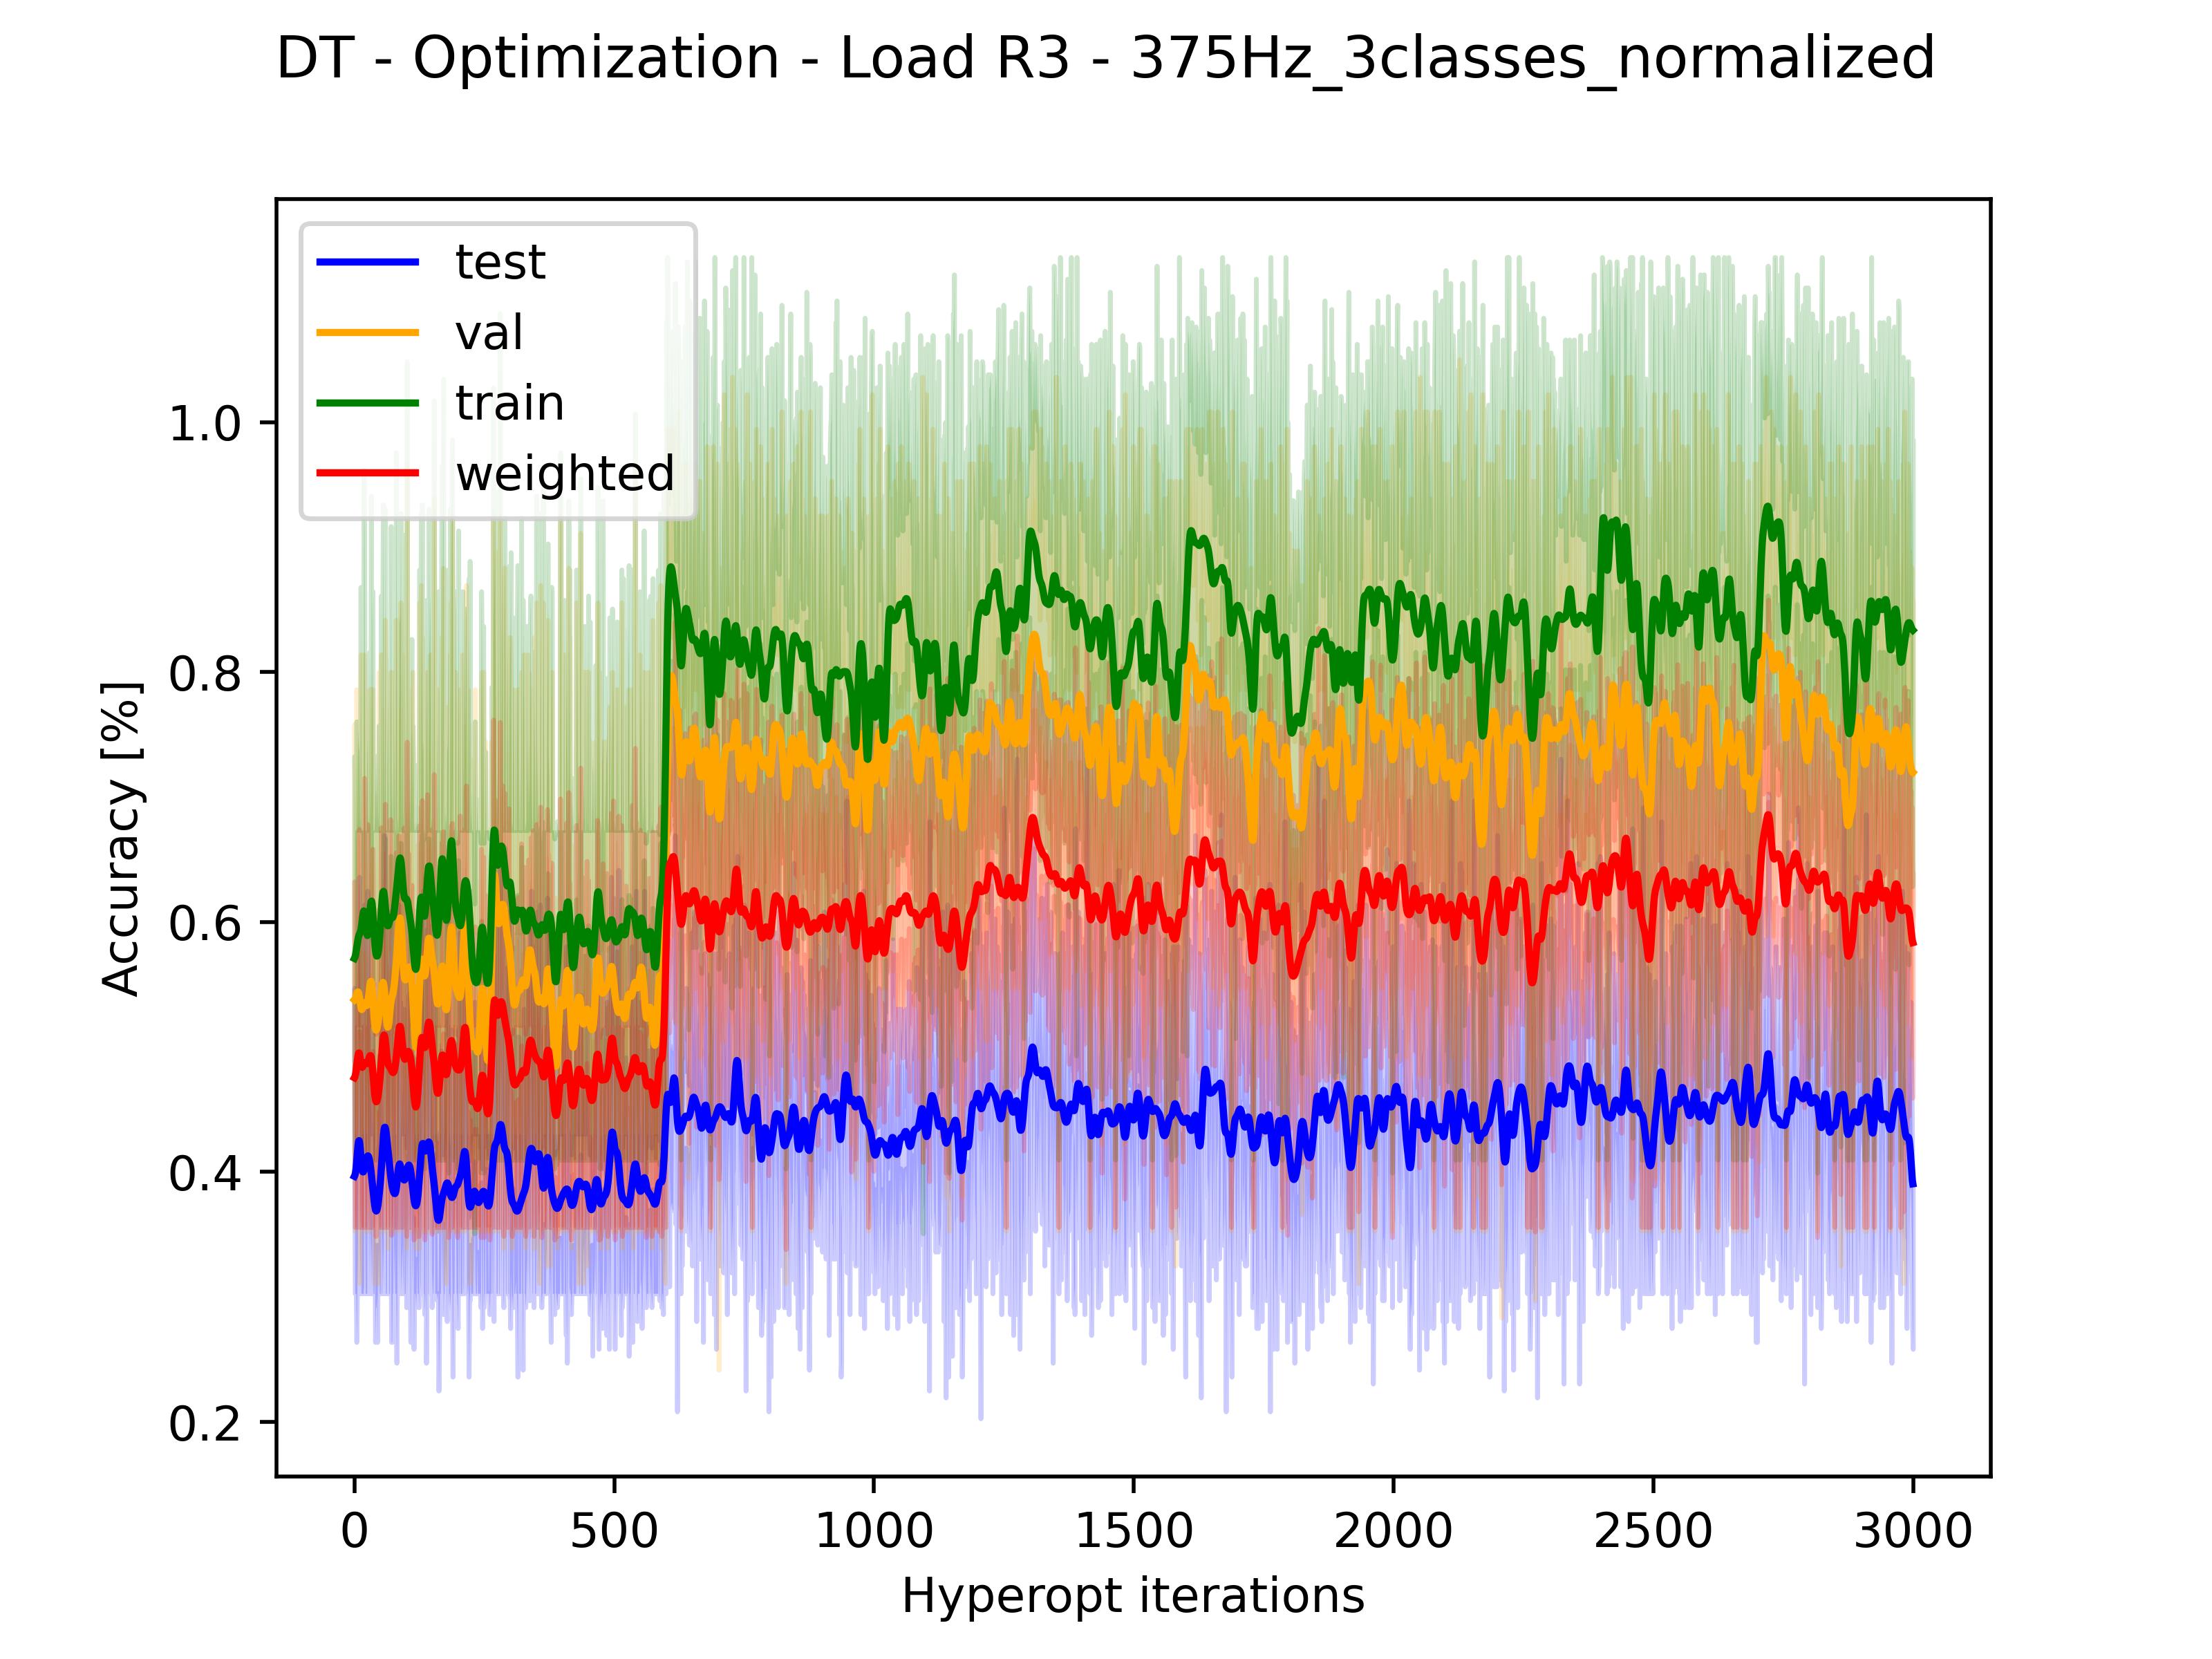 DT - Optimization - Load R3 - 375Hz_3classes_normalized
test
val
train
weighted
Accuracy [%]
1.0
0.8
0.6
0.4
0.2
0 500 1000 1500 2000 2500 3000
Hyperopt iterations